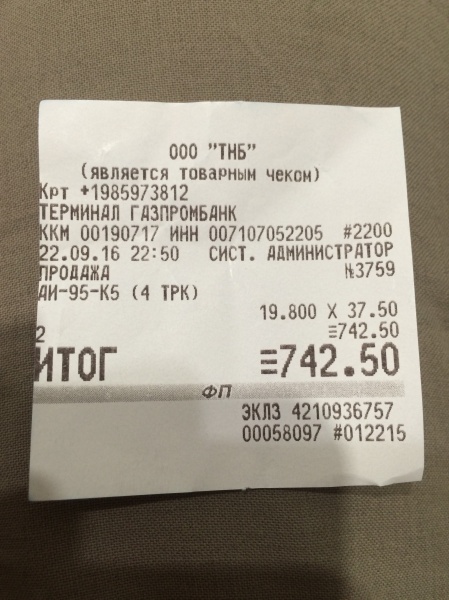 ООО "ТНБ"
(является товарным чеком)
Крт +1985973812
ТЕРМИНАЛ ГАЗПРОМБАНК
ККМ 00190717 ИНН 007107052205 #2200
22.09.16 22:50 СИСТ. АДМИНИСТРАТОР
ПРОДАЖА №3759
АИ-95-К5 (4 ТРК)
19.800 X 37.50
2 ≡742.50
ИТОГ ≡742.50
ФП
ЭКЛЗ 4210936757
00058097 #012215